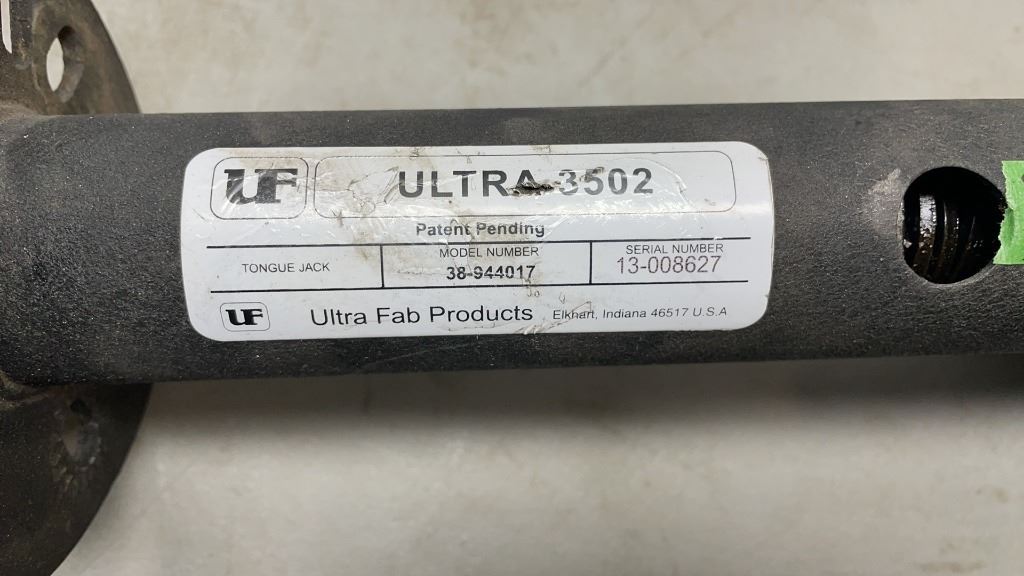 UF ULTRA 3502
Patent Pending
TONGUE JACK
MODEL NUMBER
38-944017
SERIAL NUMBER
13-008627
UF Ultra Fab Products Elkhart, Indiana 46517 U.S.A